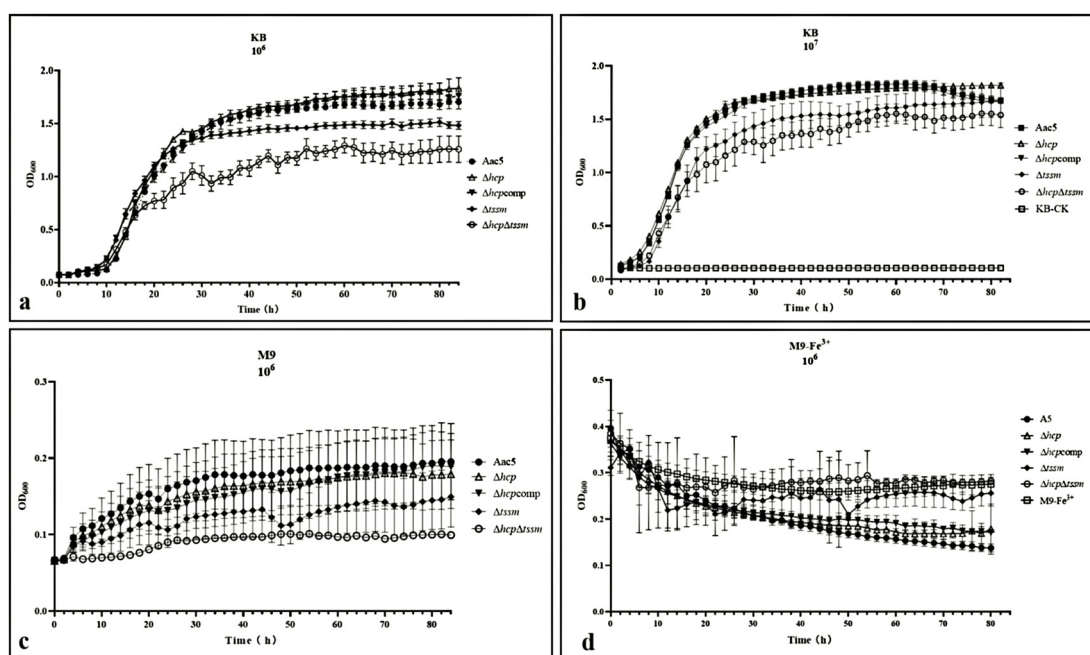 KB
10⁶
OD₆₀₀
2.0
1.5
1.0
0.5
0.0
0 10 20 30 40 50 60 70 80
Time (h)
Aac5
Δhcp
Δhcpcomp
Δtssm
ΔhcpΔtssm
a
KB
10⁷
OD₆₀₀
2.0
1.5
1.0
0.5
0.0
0 10 20 30 40 50 60 70 80
Time (h)
Aac5
Δhcp
Δhcpcomp
Δtssm
ΔhcpΔtssm
KB-CK
b
M9
10⁶
OD₆₀₀
0.3
0.2
0.1
0.0
0 20 40 60 80
Time ( h )
Aac5
Δhcp
Δhcpcomp
Δtssm
ΔhcpΔtssm
c
M9-Fe³⁺
10⁶
OD₆₀₀
0.5
0.4
0.3
0.2
0.1
0.0
0 10 20 30 40 50 60 70 80
Time (h)
A5
Δhcp
Δhcpcomp
Δtssm
ΔhcpΔtssm
M9-Fe³⁺
d